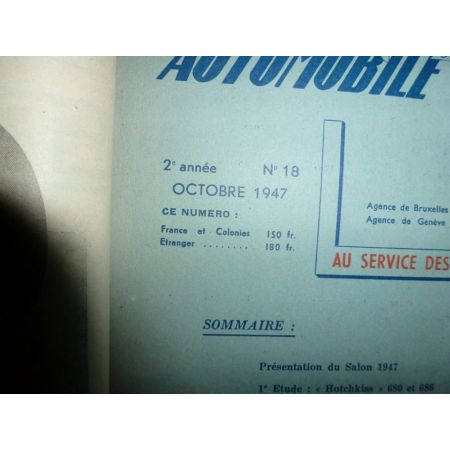 AUTOMOBILE
2e année N° 18
OCTOBRE 1947
CE NUMERO :
France et Colonies 150 fr.
Etranger ........ 180 fr.
Agence de Bruxelles
Agence de Genève
AU SERVICE DES
SOMMAIRE :
Présentation du Salon 1947
1e Etude : « Hotchkiss » 680 et 686